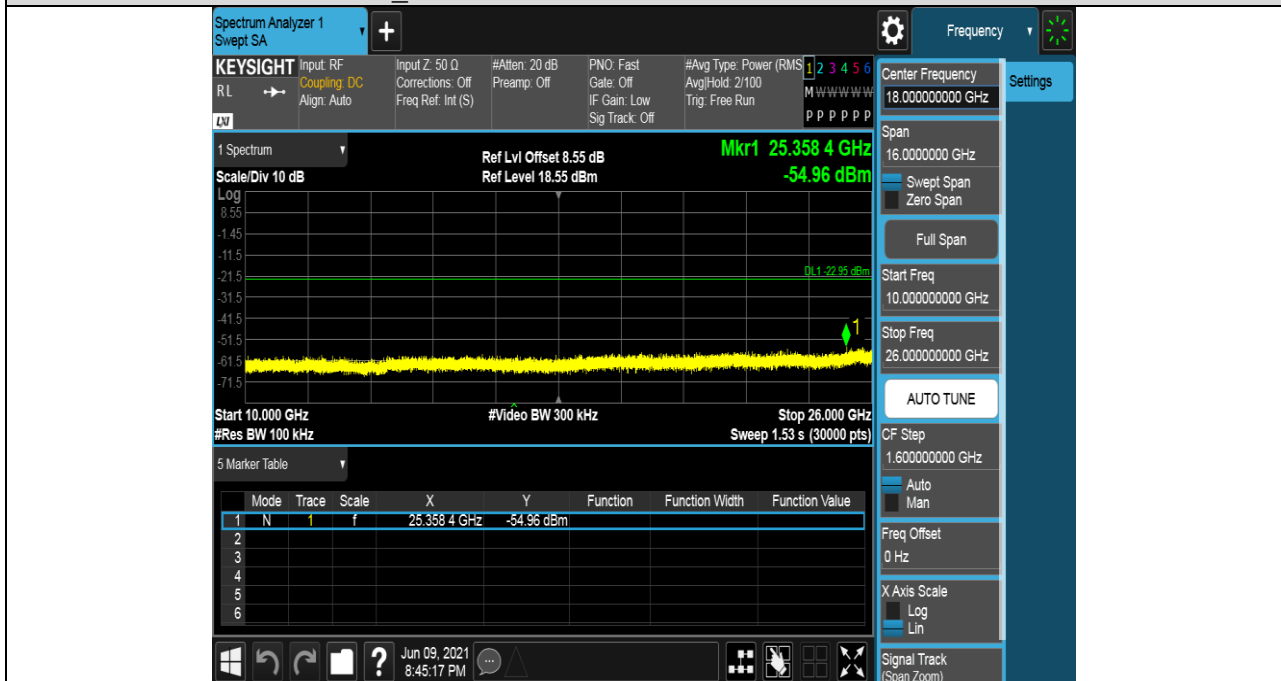 Spectrum Analyzer 1
Swept SA
+
Frequency
KEYSIGHT Input: RF Input Z: 50 Ω #Atten: 20 dB PNO: Fast #Avg Type: Power (RMS 1 2 3 4 5 6
RL Coupling: DC Corrections: Off Preamp: Off Gate: Off Avg|Hold: 2/100 M W W W W W
Align: Auto Freq Ref: Int (S) IF Gain: Low Trig: Free Run
LXI Sig Track: Off P P P P P P
1 Spectrum
Ref Lvl Offset 8.55 dB Mkr1 25.358 4 GHz
Scale/Div 10 dB Ref Level 18.55 dBm -54.96 dBm
Log
8.55
-1.45
-11.5
-21.5 DL1 -22.95 dBm
-31.5
-41.5
1
-51.5
-61.5
-71.5
Start 10.000 GHz #Video BW 300 kHz Stop 26.000 GHz
#Res BW 100 kHz Sweep 1.53 s (30000 pts)
5 Marker Table
Mode Trace Scale X Y Function Function Width Function Value
1 N 1 f 25.358 4 GHz -54.96 dBm
2
3
4
5
6
?
Jun 09, 2021
8:45:17 PM
Center Frequency
18.000000000 GHz
Span
16.0000000 GHz
Swept Span
Zero Span
Full Span
Start Freq
10.000000000 GHz
Stop Freq
26.000000000 GHz
AUTO TUNE
CF Step
1.600000000 GHz
Auto
Man
Freq Offset
0 Hz
X Axis Scale
Log
Lin
Signal Track
(Span Zoom)
Settings